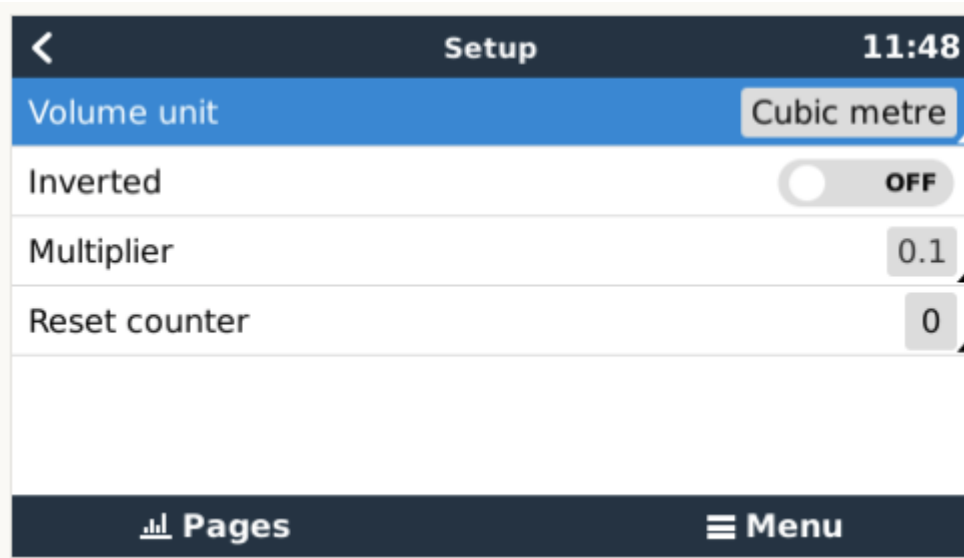 Setup 11:48
Volume unit Cubic metre
Inverted OFF
Multiplier 0.1
Reset counter 0
Pages Menu